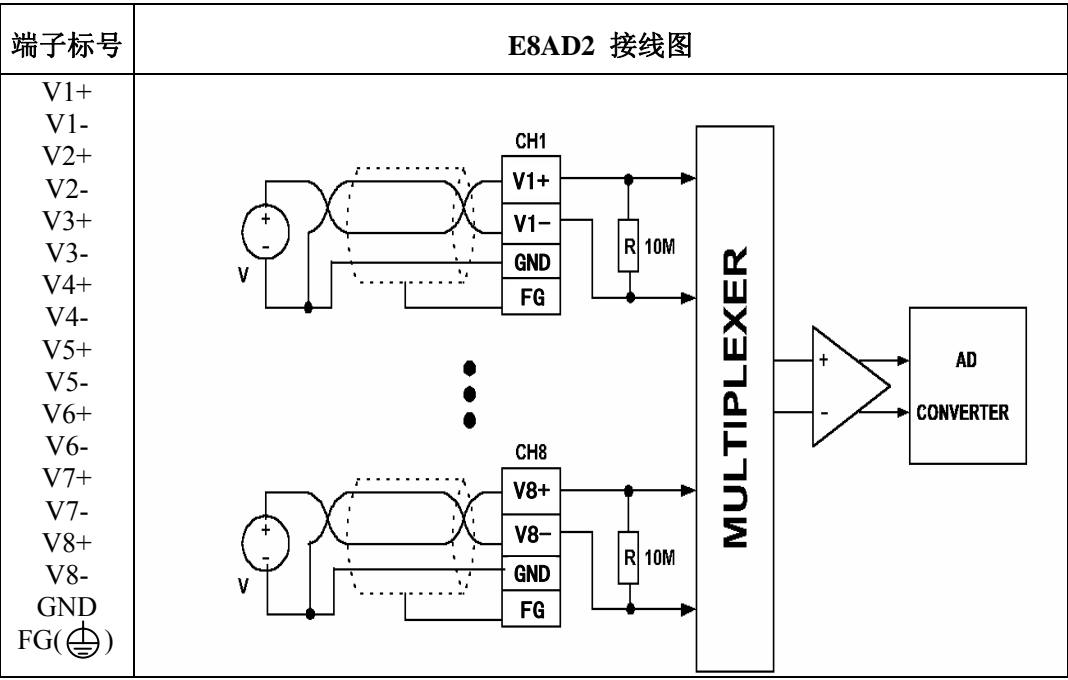 端子标号
E8AD2 接线图
V1+
V1-
V2+
V2-
V3+
V3-
V4+
V4-
V5+
V5-
V6+
V6-
V7+
V7-
V8+
V8-
GND
FG(⏚)
CH1
V1+
V1-
GND
FG
+
-
V
R 10M
CH8
V8+
V8-
GND
FG
+
-
V
R 10M
MULTIPLEXER
+
-
AD
CONVERTER